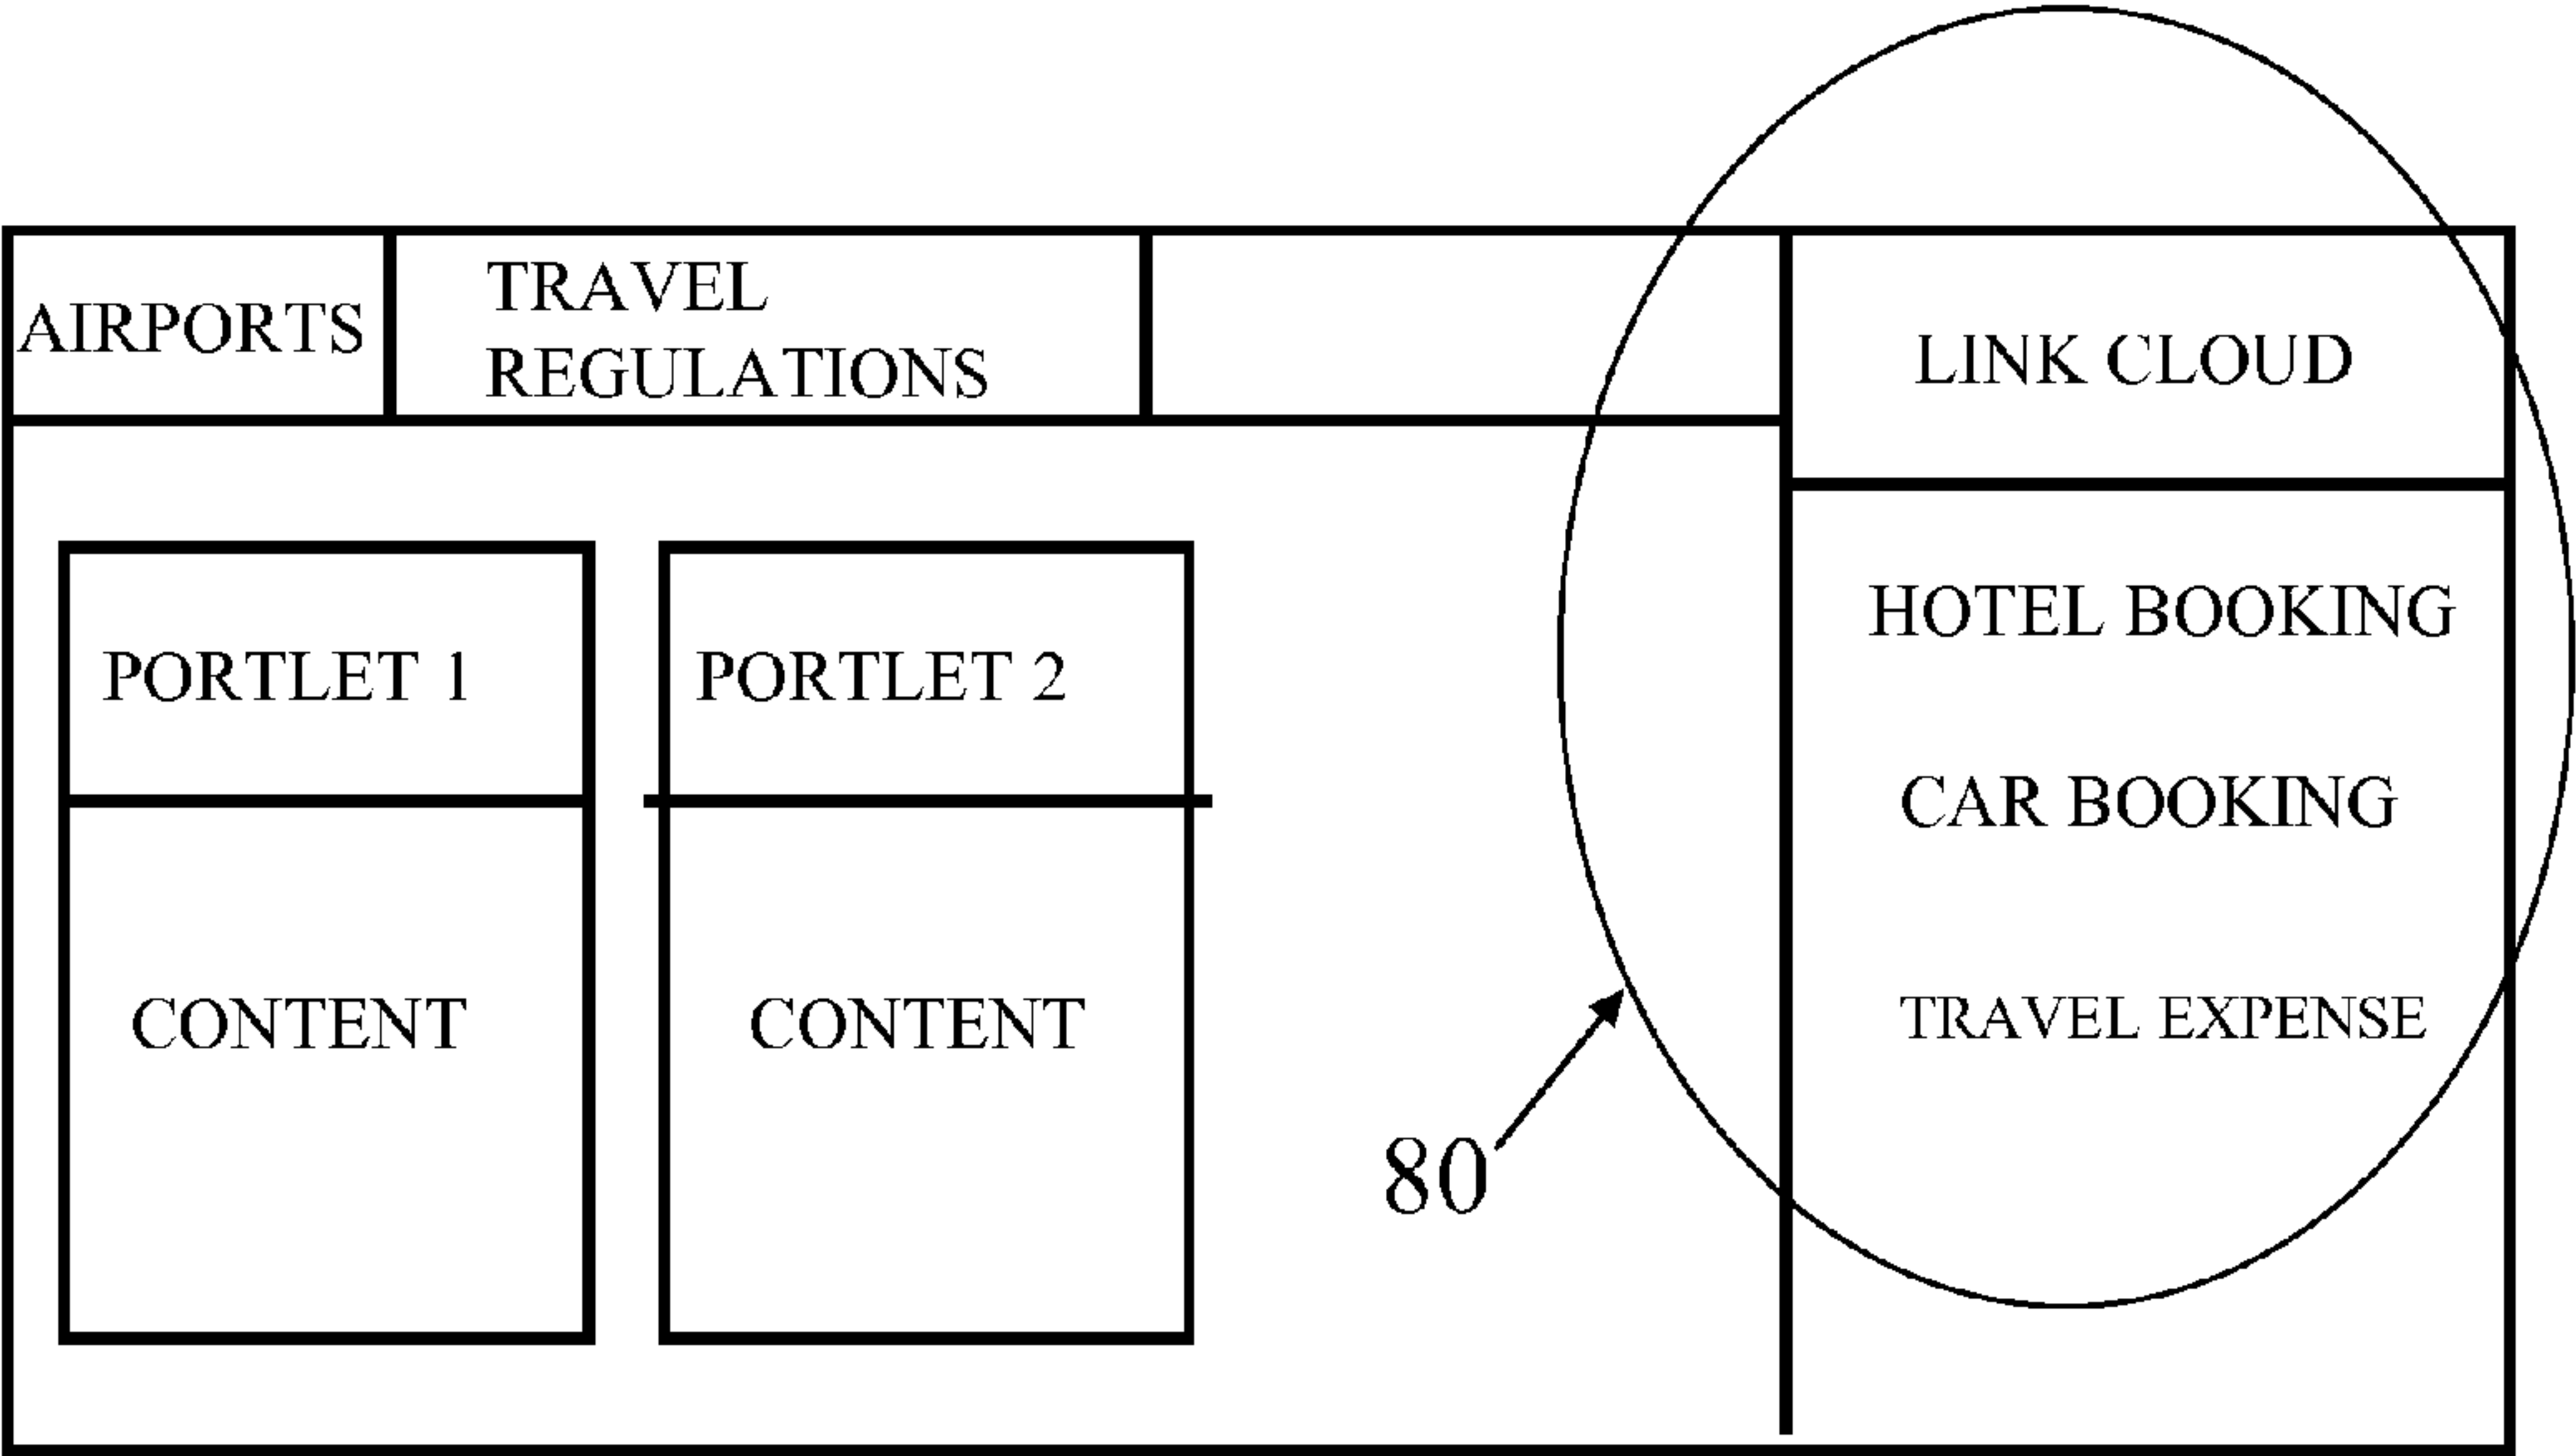 AIRPORTS
TRAVEL
REGULATIONS
LINK CLOUD
PORTLET 1
CONTENT
PORTLET 2
CONTENT
HOTEL BOOKING
CAR BOOKING
TRAVEL EXPENSE
80